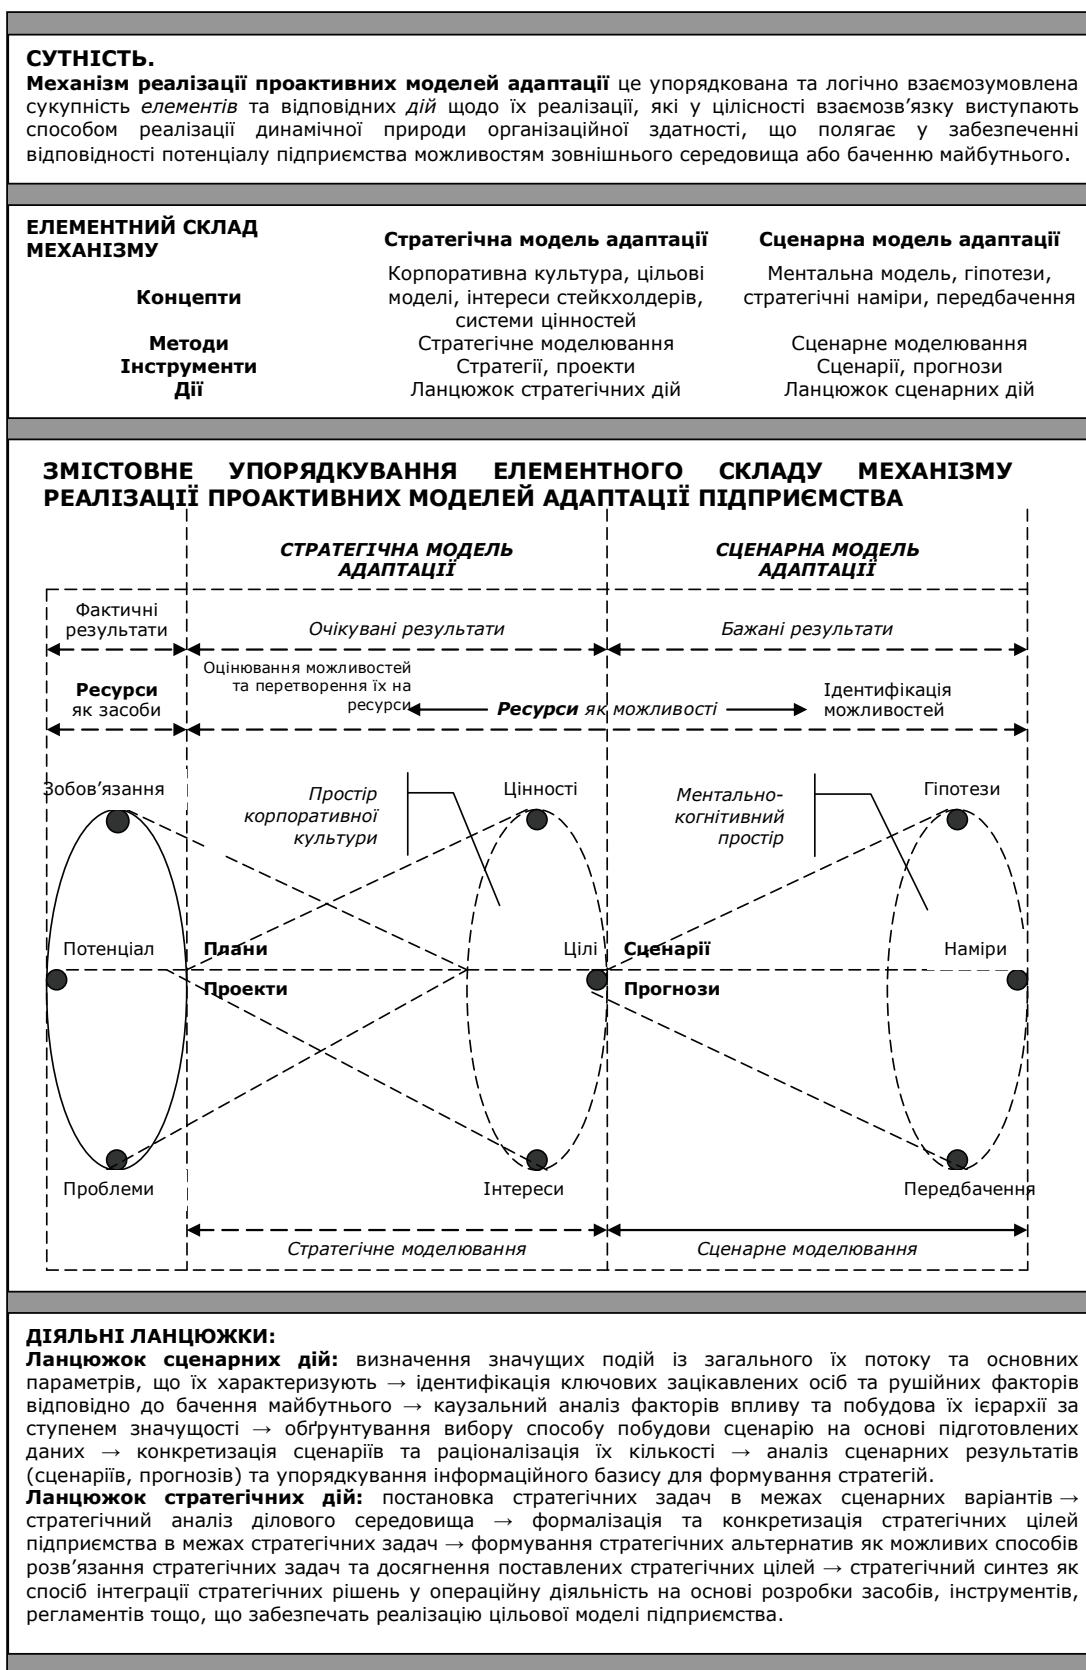 СУТНІСТЬ.
Механізм реалізації проактивних моделей адаптації це упорядкована та логічно взаємозумовлена
сукупність елементів та відповідних дій щодо їх реалізації, які у цілісності взаємозв’язку виступають
способом реалізації динамічної природи організаційної здатності, що полягає у забезпеченні
відповідності потенціалу підприємства можливостям зовнішнього середовища або баченню майбутнього.
ЕЛЕМЕНТНИЙ СКЛАД
МЕХАНІЗМУ
Стратегічна модель адаптації
Сценарна модель адаптації
Концепти
Корпоративна культура, цільові
моделі, інтереси стейкхолдерів,
системи цінностей
Ментальна модель, гіпотези,
стратегічні наміри, передбачення
Методи
Стратегічне моделювання
Сценарне моделювання
Інструменти
Стратегії, проекти
Сценарії, прогнози
Дії
Ланцюжок стратегічних дій
Ланцюжок сценарних дій
ЗМІСТОВНЕ УПОРЯДКУВАННЯ ЕЛЕМЕНТНОГО СКЛАДУ МЕХАНІЗМУ
РЕАЛІЗАЦІЇ ПРОАКТИВНИХ МОДЕЛЕЙ АДАПТАЦІЇ ПІДПРИЄМСТВА
СТРАТЕГІЧНА МОДЕЛЬ
АДАПТАЦІЇ
СЦЕНАРНА МОДЕЛЬ
АДАПТАЦІЇ
Фактичні
результати
Очікувані результати
Бажані результати
Ресурси
як засоби
Оцінювання можливостей
та перетворення їх на
ресурси
Ресурси як можливості
Ідентифікація
можливостей
Зобов’язання
Простір
корпоративної
культури
Цінності
Ментально-
когнітивний
простір
Гіпотези
Потенціал
Плани
Цілі
Сценарії
Наміри
Проекти
Прогнози
Проблеми
Інтереси
Передбачення
Стратегічне моделювання
Сценарне моделювання
ДІЯЛЬНІ ЛАНЦЮЖКИ:
Ланцюжок сценарних дій: визначення значущих подій із загального їх потоку та основних
параметрів, що їх характеризують → ідентифікація ключових зацікавлених осіб та рушійних факторів
відповідно до бачення майбутнього → каузальний аналіз факторів впливу та побудова їх ієрархії за
ступенем значущості → обґрунтування вибору способу побудови сценарію на основі підготовлених
даних → конкретизація сценаріїв та раціоналізація їх кількості → аналіз сценарних результатів
(сценаріїв, прогнозів) та упорядкування інформаційного базису для формування стратегій.
Ланцюжок стратегічних дій: постановка стратегічних задач в межах сценарних варіантів →
стратегічний аналіз ділового середовища → формалізація та конкретизація стратегічних цілей
підприємства в межах стратегічних задач → формування стратегічних альтернатив як можливих способів
розв’язання стратегічних задач та досягнення поставлених стратегічних цілей → стратегічний синтез як
спосіб інтеграції стратегічних рішень у операційну діяльність на основі розробки засобів, інструментів,
регламентів тощо, що забезпечать реалізацію цільової моделі підприємства.